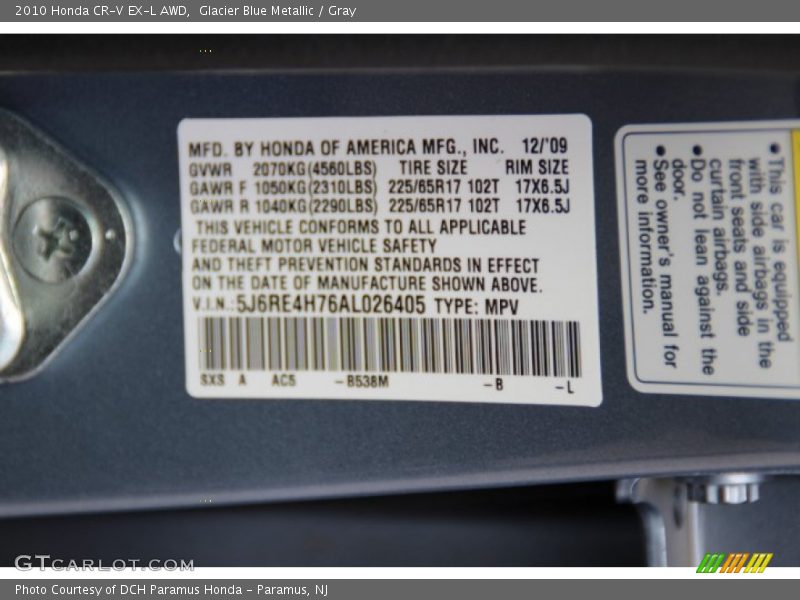 2010 Honda CR-V EX-L AWD,  Glacier Blue Metallic / Gray
MFD. BY HONDA OF AMERICA MFG., INC.  12/'09
GVWR  2070KG(4560LBS)  TIRE SIZE  RIM SIZE
GAWR F 1050KG(2310LBS) 225/65R17 102T  17X6.5J
GAWR R 1040KG(2290LBS) 225/65R17 102T  17X6.5J
THIS VEHICLE CONFORMS TO ALL APPLICABLE
FEDERAL MOTOR VEHICLE SAFETY
AND THEFT PREVENTION STANDARDS IN EFFECT
ON THE DATE OF MANUFACTURE SHOWN ABOVE.
V.I.N.:5J6RE4H76AL026405 TYPE: MPV
SXS  A  AC5  -B538M  -B  -L
•This car is equipped
with side airbags in the
front seats and side
curtain airbags.
•Do not lean against the
door.
•See owner's manual for
more information.
GTCARLOT.COM
Photo Courtesy of DCH Paramus Honda - Paramus, NJ